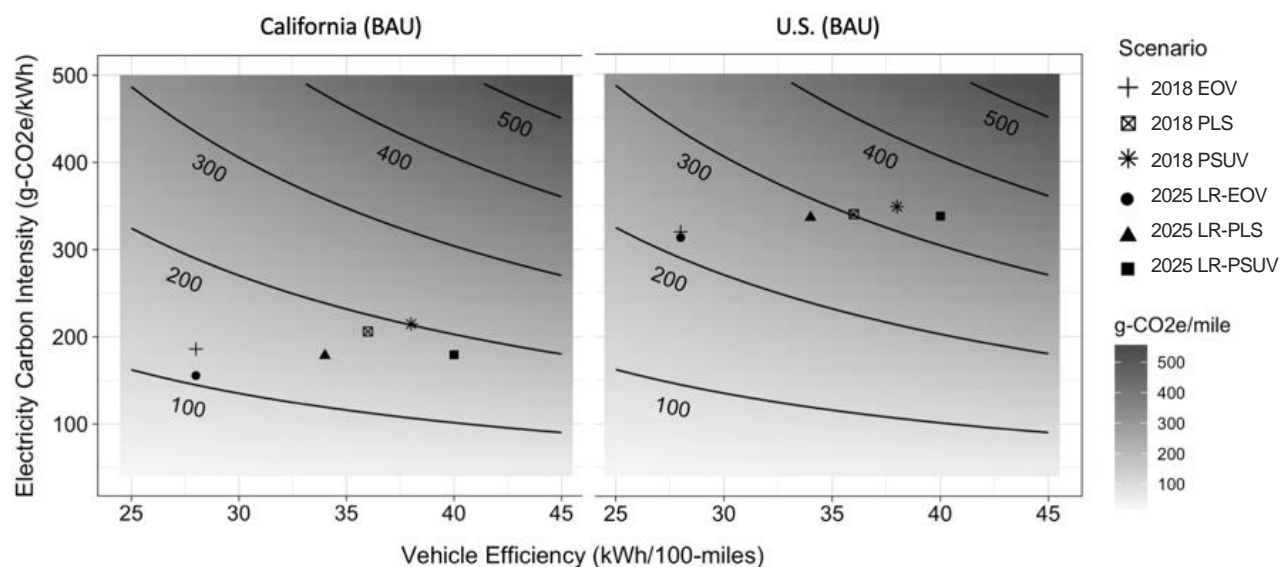 California (BAU)
U.S. (BAU)
Electricity Carbon Intensity (g-CO2e/kWh)
500
400
300
200
100
500
400
300
200
100
500
400
300
200
100
25
30
35
40
45
25
30
35
40
45
Vehicle Efficiency (kWh/100-miles)
Scenario
2018 EOV
2018 PLS
2018 PSUV
2025 LR-EOV
2025 LR-PLS
2025 LR-PSUV
g-CO2e/mile
500
400
300
200
100